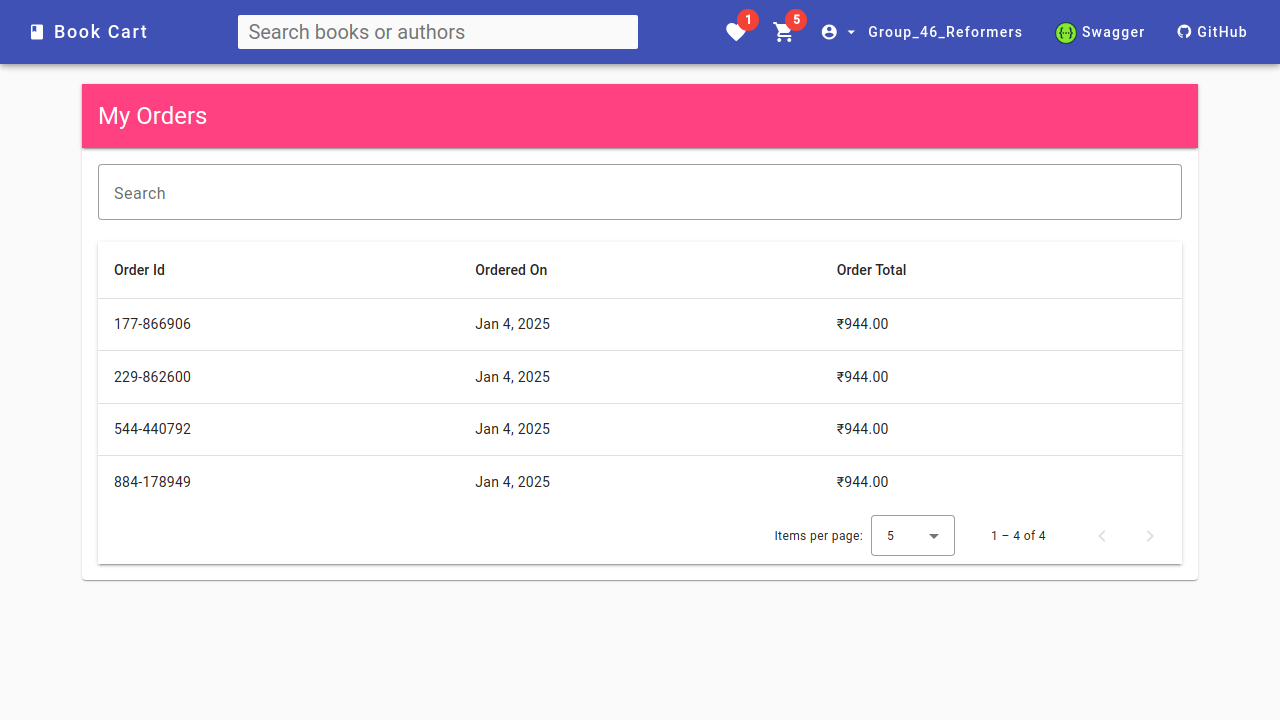 Book Cart
Search books or authors
1
5
Group_46_Reformers
Swagger
GitHub
My Orders
Search
Order Id Ordered On Order Total
177-866906 Jan 4, 2025 ₹944.00
229-862600 Jan 4, 2025 ₹944.00
544-440792 Jan 4, 2025 ₹944.00
884-178949 Jan 4, 2025 ₹944.00
Items per page: 5 1 – 4 of 4